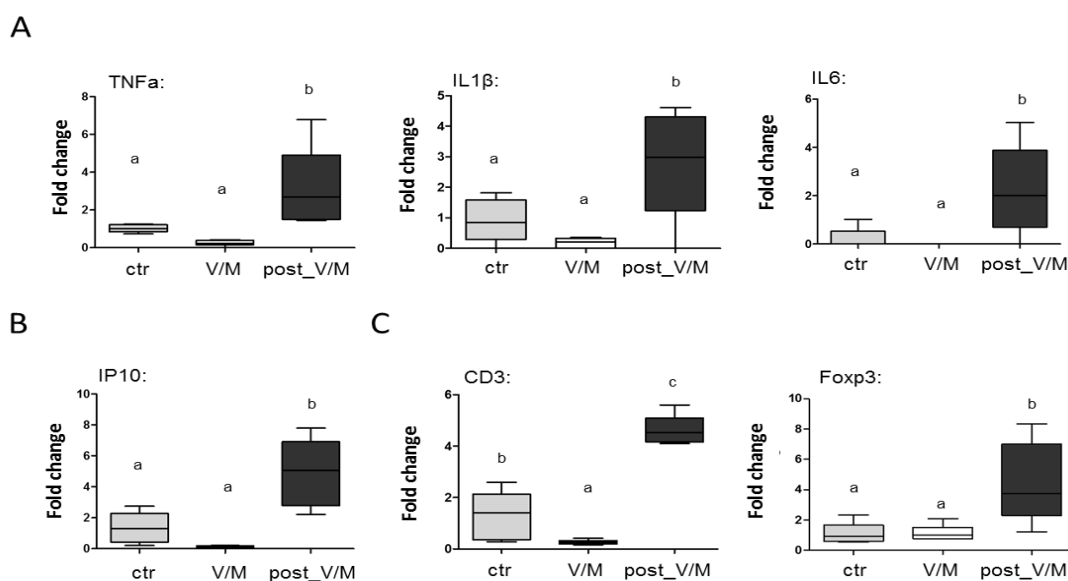 A
TNFa:
8
6
4
2
0
Fold change
a
a
b
ctr V/M post_V/M
IL1β:
5
4
3
2
1
0
Fold change
a
a
b
ctr V/M post_V/M
IL6:
6
4
2
0
Fold change
a
a
b
ctr V/M post_V/M
B
IP10:
10
8
6
4
2
0
Fold change
a
a
b
ctr V/M post_V/M
C
CD3:
6
4
2
0
Fold change
b
a
c
ctr V/M post_V/M
Foxp3:
10
8
6
4
2
0
Fold change
a
a
b
ctr V/M post_V/M